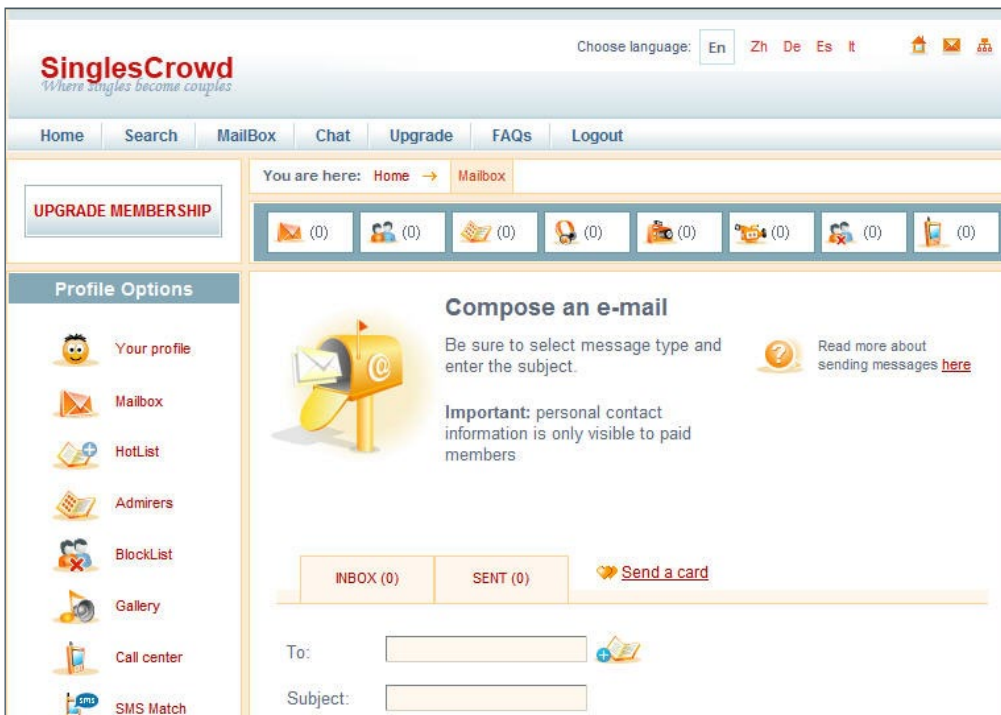 Choose language: En Zh De Es It
SinglesCrowd
Where singles become couples
Home Search MailBox Chat Upgrade FAQs Logout
You are here: Home → Mailbox
UPGRADE MEMBERSHIP
(0) (0) (0) (0) (0) (0) (0) (0)
Profile Options
Your profile
Mailbox
HotList
Admirers
BlockList
Gallery
Call center
sms
SMS Match
@
Compose an e-mail
Be sure to select message type and
enter the subject.
Important: personal contact
information is only visible to paid
members
?
Read more about
sending messages here
INBOX (0) SENT (0) Send a card
To:
Subject: